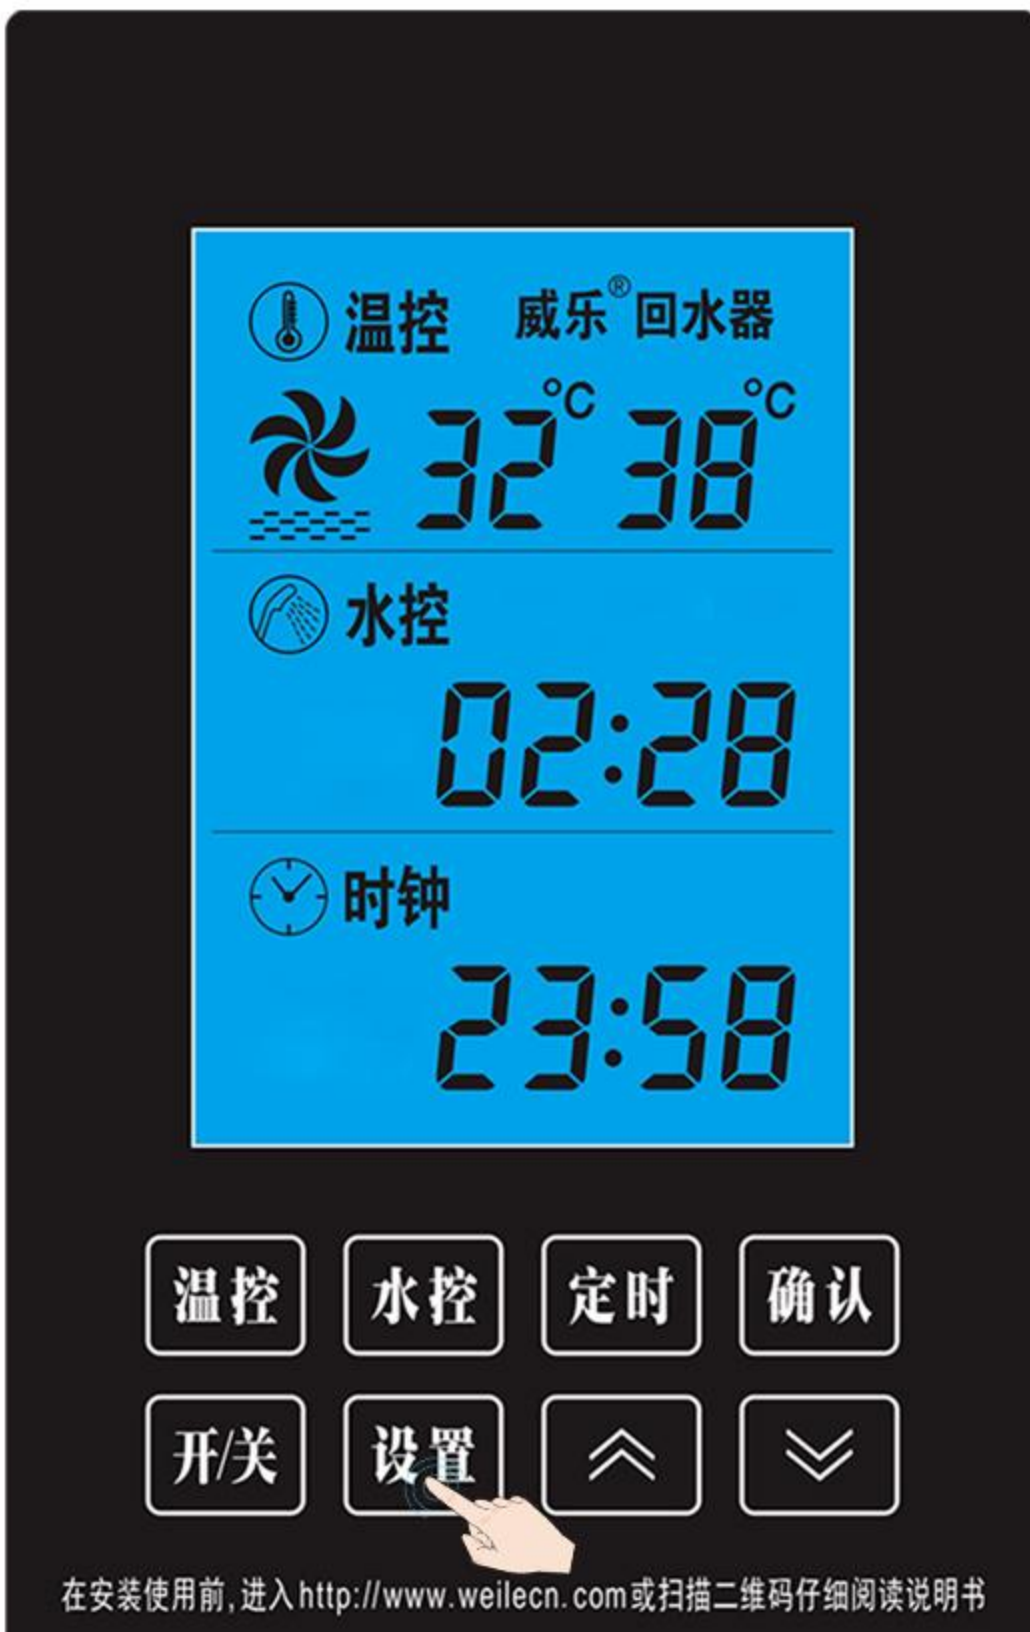 温控 威乐®回水器
32℃ 38℃
水控
02:28
时钟
23:58
温控 水控 定时 确认
开/关 设置
在安装使用前,进入http://www.weilecn.com或扫描二维码仔细阅读说明书